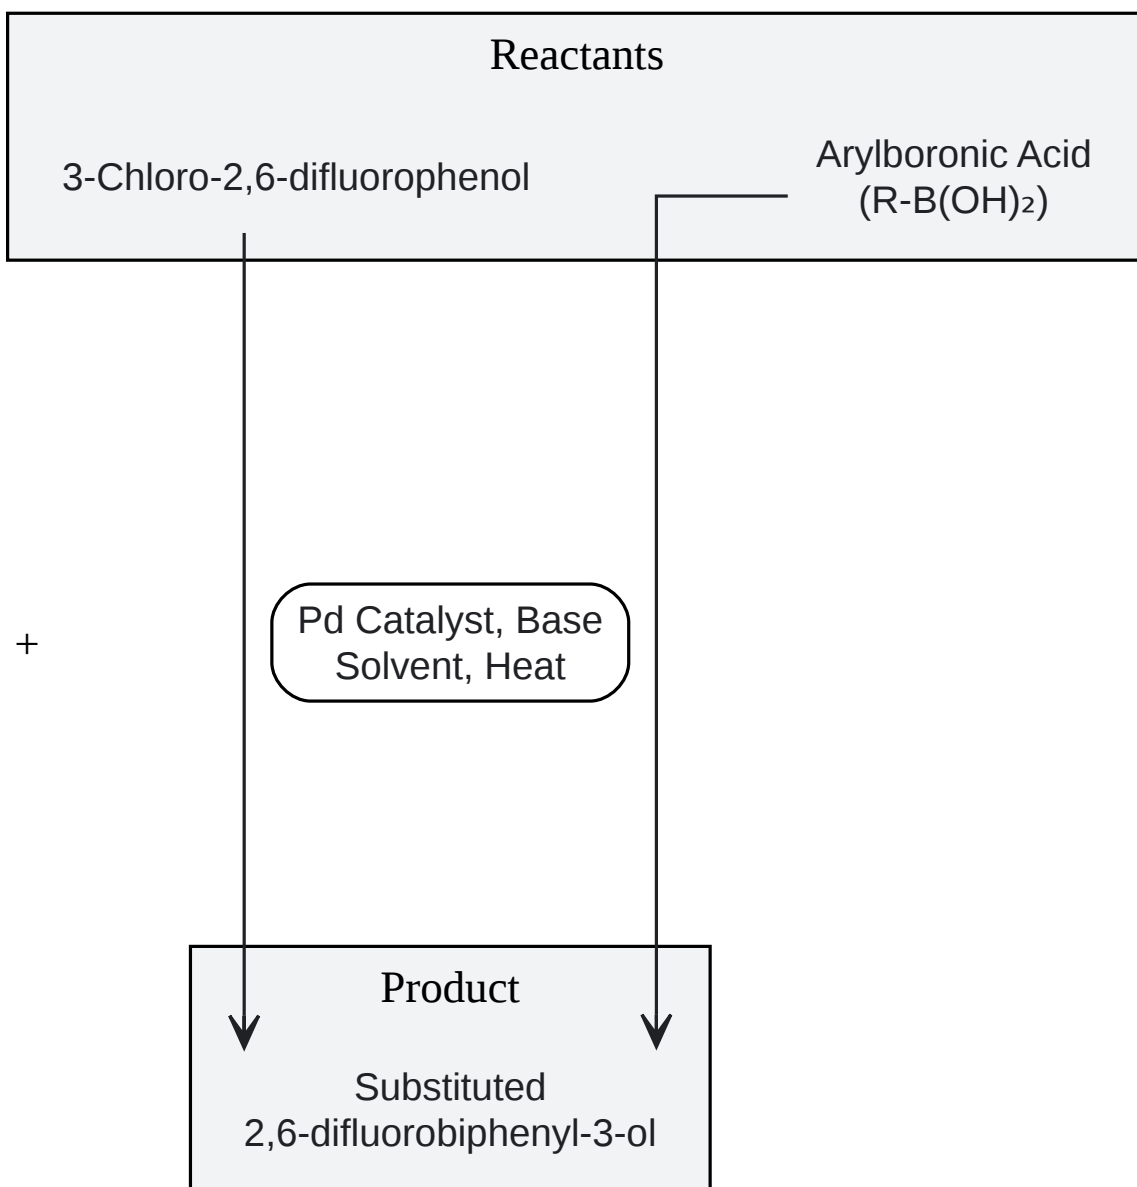 Reactants
3-Chloro-2,6-difluorophenol
Arylboronic Acid
(R-B(OH)₂)
+
Pd Catalyst, Base
Solvent, Heat
Product
Substituted
2,6-difluorobiphenyl-3-ol